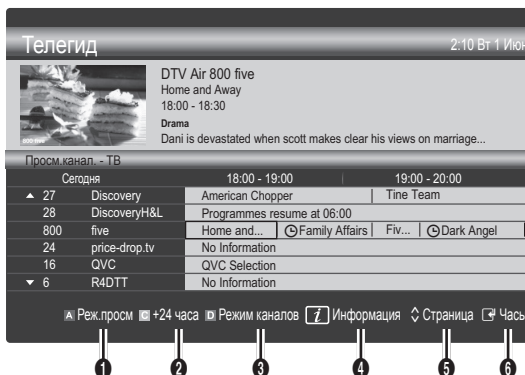 Телегид 2:10 Вт 1 Июн
DTV Air 800 five
Home and Away
18:00 - 18:30
Drama
Dani is devastated when scott makes clear his views on marriage...
800 five
Просм.канал. - ТВ
Сегодня 18:00 - 19:00 19:00 - 20:00
▲ 27 Discovery American Chopper Tine Team
28 DiscoveryH&L Programmes resume at 06:00
800 five Home and... Family Affairs Fiv... Dark Angel
24 price-drop.tv No Information
16 QVC QVC Selection
▼ 6 R4DTT No Information
A Реж.просм C +24 часа D Режим каналов i Информация Страница Часы
1 2 3 4 5 6